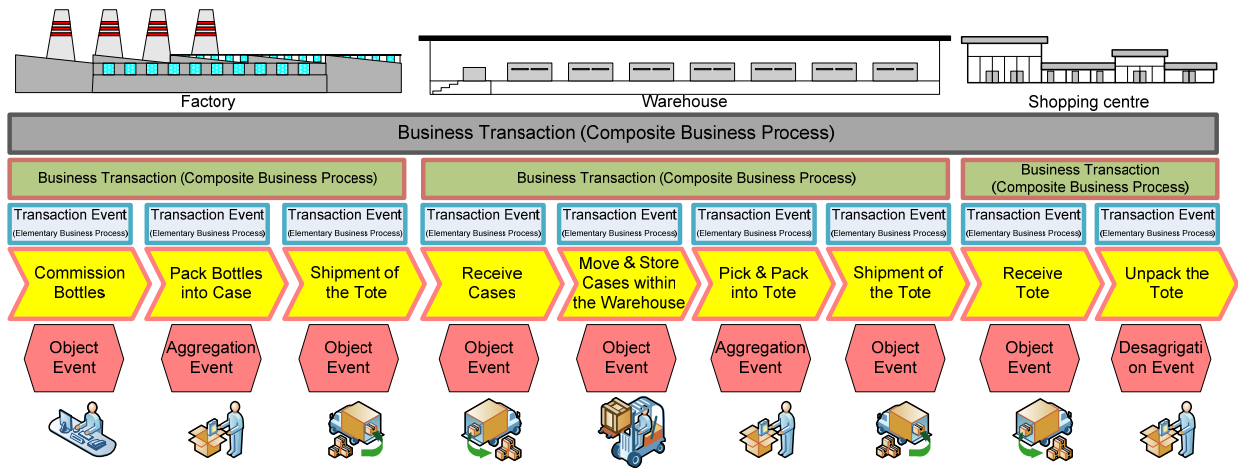 Factory
Warehouse
Shopping centre
Business Transaction (Composite Business Process)
Business Transaction (Composite Business Process)
Business Transaction (Composite Business Process)
Business Transaction
(Composite Business Process)
Transaction Event
(Elementary Business Process)
Transaction Event
(Elementary Business Process)
Transaction Event
(Elementary Business Process)
Transaction Event
(Elementary Business Process)
Transaction Event
(Elementary Business Process)
Transaction Event
(Elementary Business Process)
Transaction Event
(Elementary Business Process)
Transaction Event
(Elementary Business Process)
Transaction Event
(Elementary Business Process)
Commission
Bottles
Pack Bottles
into Case
Shipment of
the Tote
Receive
Cases
Move & Store
Cases within
the Warehouse
Pick & Pack
into Tote
Shipment of
the Tote
Receive
Tote
Unpack the
Tote
Object
Event
Aggregation
Event
Object
Event
Object
Event
Object
Event
Aggregation
Event
Object
Event
Object
Event
Desagrigati
on Event